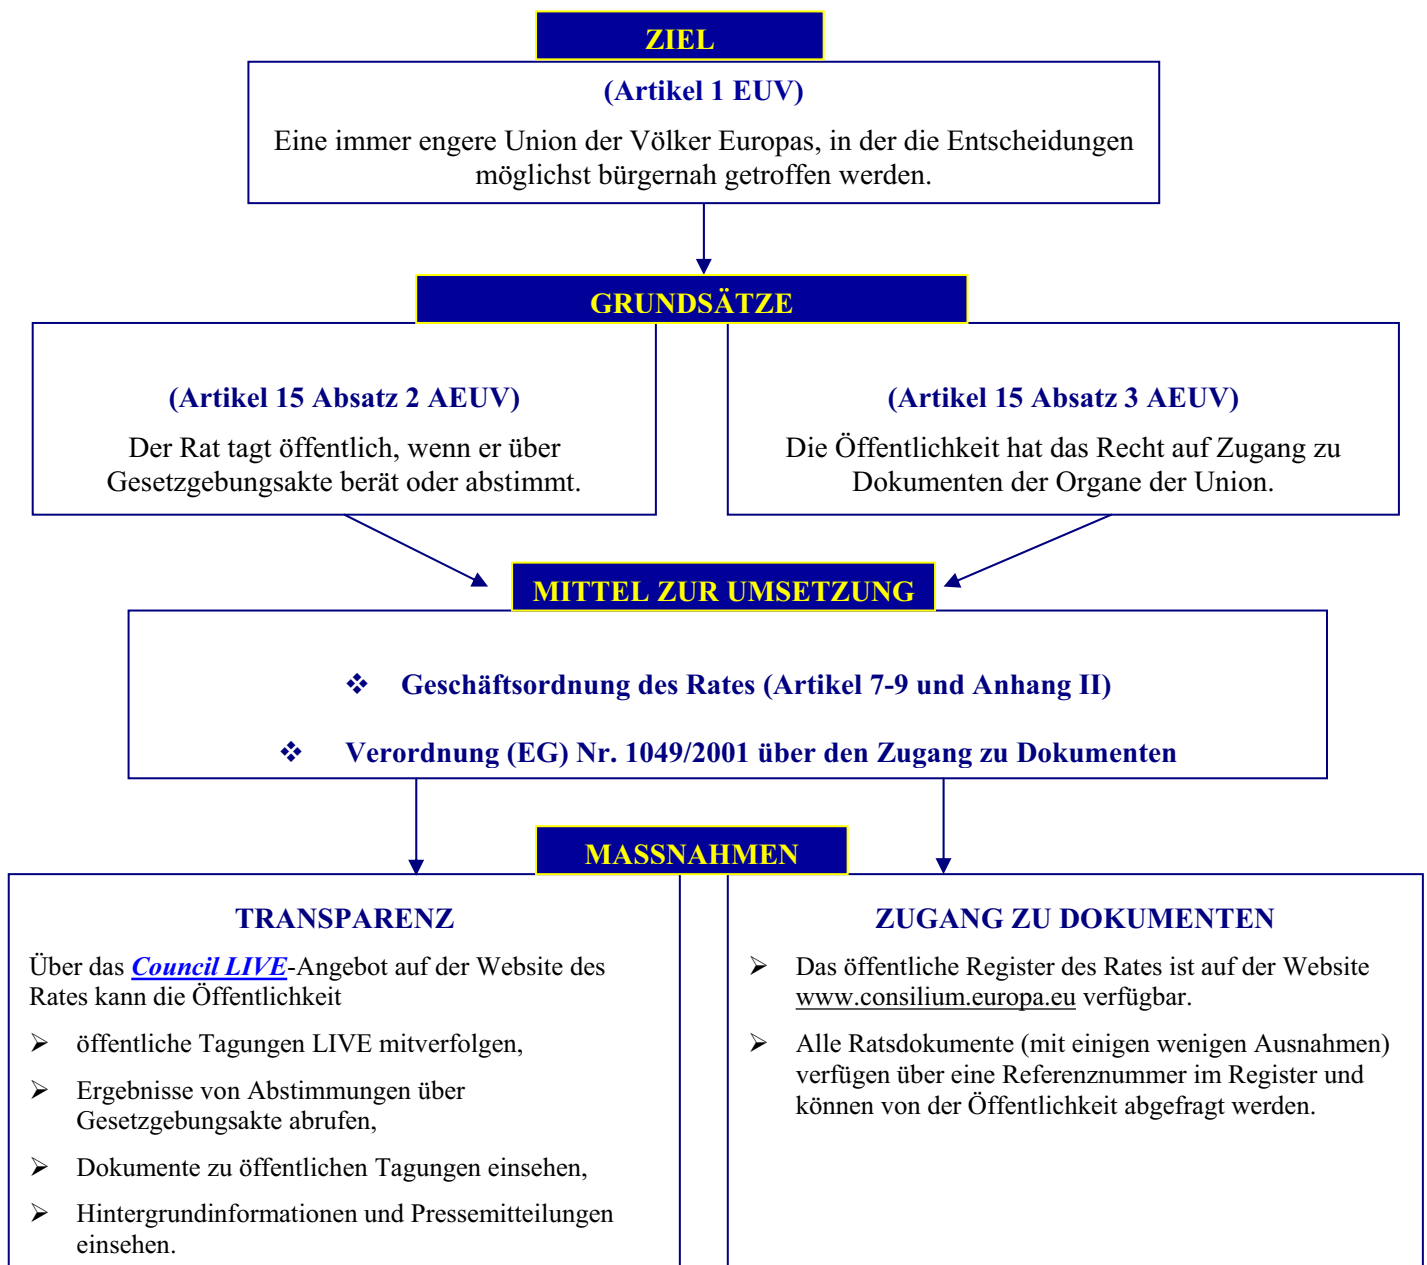 ZIEL
(Artikel 1 EUV)
Eine immer engere Union der Völker Europas, in der die Entscheidungen
möglichst bürgernah getroffen werden.
GRUNDSÄTZE
(Artikel 15 Absatz 2 AEUV)
Der Rat tagt öffentlich, wenn er über
Gesetzgebungsakte berät oder abstimmt.
(Artikel 15 Absatz 3 AEUV)
Die Öffentlichkeit hat das Recht auf Zugang zu
Dokumenten der Organe der Union.
MITTEL ZUR UMSETZUNG
❖ Geschäftsordnung des Rates (Artikel 7-9 und Anhang II)
❖ Verordnung (EG) Nr. 1049/2001 über den Zugang zu Dokumenten
MASSNAHMEN
TRANSPARENZ
Über das Council LIVE-Angebot auf der Website des
Rates kann die Öffentlichkeit
➢ öffentliche Tagungen LIVE mitverfolgen,
➢ Ergebnisse von Abstimmungen über
Gesetzgebungsakte abrufen,
➢ Dokumente zu öffentlichen Tagungen einsehen,
➢ Hintergrundinformationen und Pressemitteilungen
einsehen.
ZUGANG ZU DOKUMENTEN
➢ Das öffentliche Register des Rates ist auf der Website
www.consilium.europa.eu verfügbar.
➢ Alle Ratsdokumente (mit einigen wenigen Ausnahmen)
verfügen über eine Referenznummer im Register und
können von der Öffentlichkeit abgefragt werden.